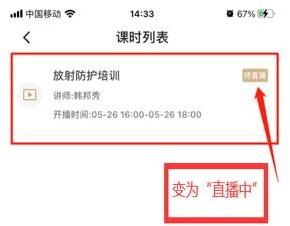 中国移动 14:33 67%
课时列表
放射防护培训 待直播
讲师:韩邦秀
开播时间:05-26 16:00-05-26 18:00
变为“直播中”